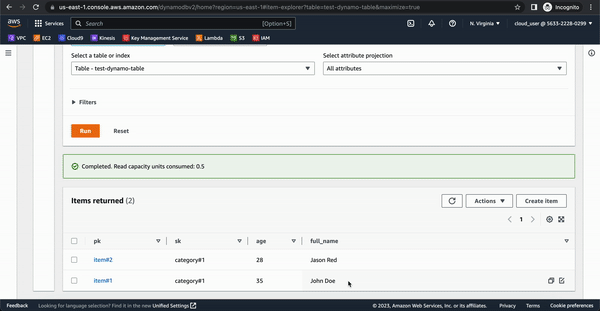 us-east-1.console.aws.amazon.com/dynamodbv2/home?region=us-east-1#item-explorer?table=test-dynamo-table&maximize=true
Incognito
aws Services Search [Option+S] N. Virginia cloud_user @ 5633-2228-0299
VPC EC2 Cloud9 Kinesis Key Management Service Lambda S3 IAM
Select a table or index Select attribute projection
Table - test-dynamo-table All attributes
Filters
Run Reset
Completed. Read capacity units consumed: 0.5
Items returned (2) Actions Create item
1
pk sk age full_name
item#2 category#1 28 Jason Red
item#1 category#1 35 John Doe
Feedback Looking for language selection? Find it in the new Unified Settings © 2023, Amazon Web Services, Inc. or its affiliates. Privacy Terms Cookie preferences